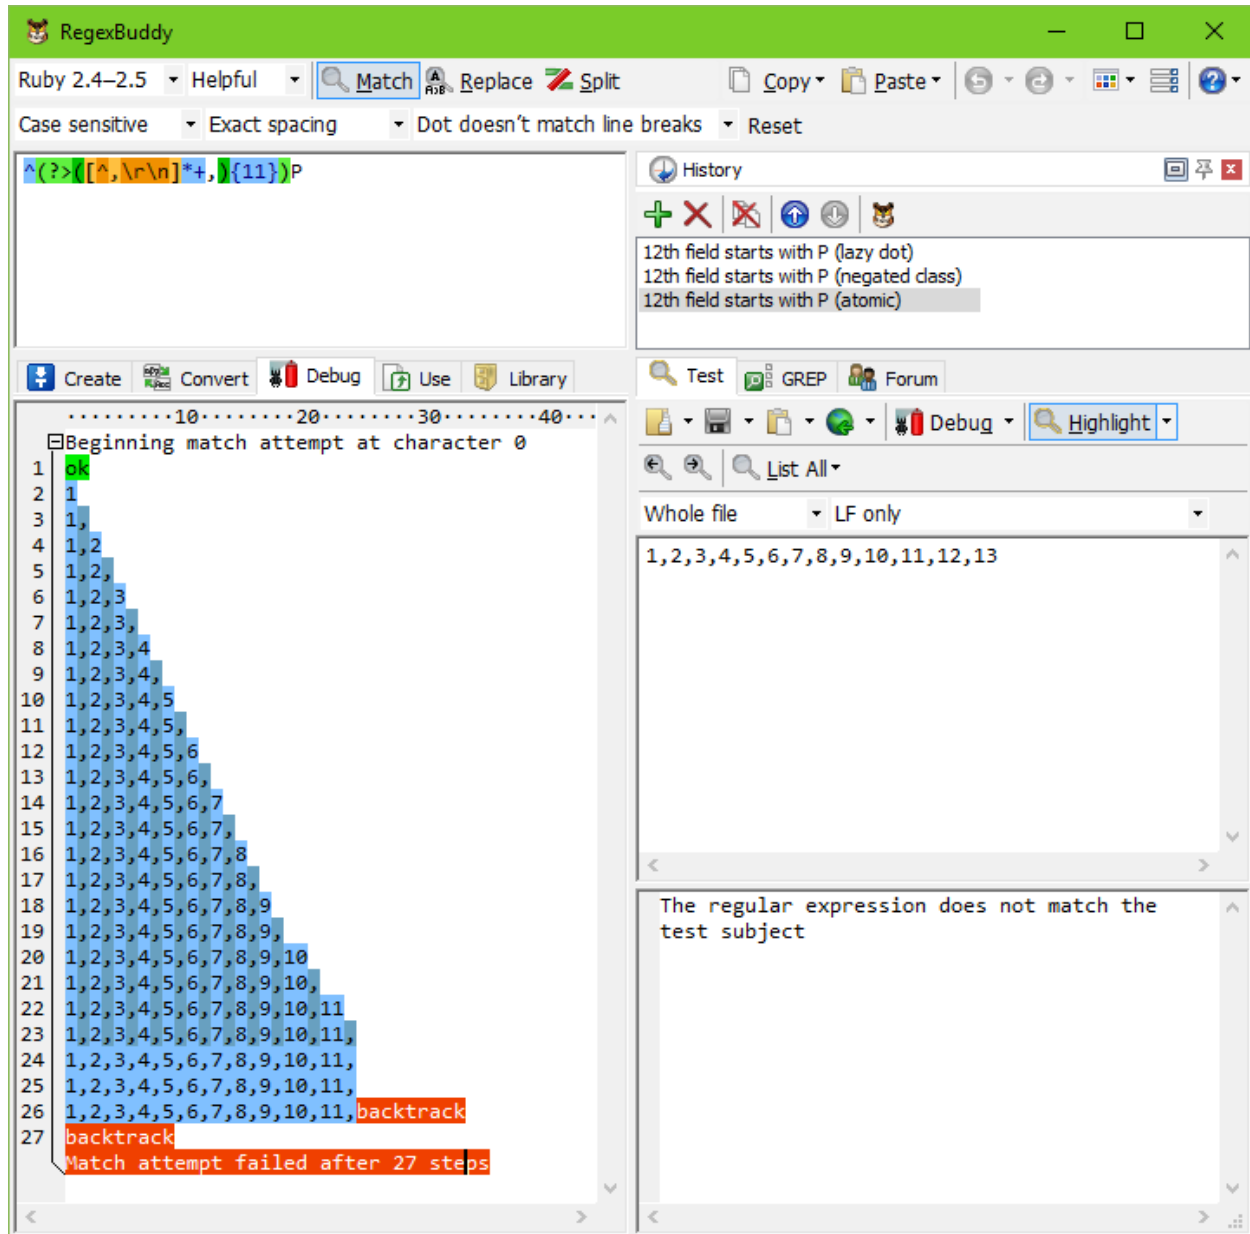 RegexBuddy
Ruby 2.4–2.5 Helpful Match Replace Split Copy Paste
Case sensitive Exact spacing Dot doesn’t match line breaks Reset
^(?>([^,\r\n]*+,){11})P
History
12th field starts with P (lazy dot)
12th field starts with P (negated class)
12th field starts with P (atomic)
Create Convert Debug Use Library
Test GREP Forum
·········10········20········30········40···
Beginning match attempt at character 0
1 ok
2 1
3 1,
4 1,2
5 1,2,
6 1,2,3
7 1,2,3,
8 1,2,3,4
9 1,2,3,4,
10 1,2,3,4,5
11 1,2,3,4,5,
12 1,2,3,4,5,6
13 1,2,3,4,5,6,
14 1,2,3,4,5,6,7
15 1,2,3,4,5,6,7,
16 1,2,3,4,5,6,7,8
17 1,2,3,4,5,6,7,8,
18 1,2,3,4,5,6,7,8,9
19 1,2,3,4,5,6,7,8,9,
20 1,2,3,4,5,6,7,8,9,10
21 1,2,3,4,5,6,7,8,9,10,
22 1,2,3,4,5,6,7,8,9,10,11
23 1,2,3,4,5,6,7,8,9,10,11,
24 1,2,3,4,5,6,7,8,9,10,11,
25 1,2,3,4,5,6,7,8,9,10,11,
26 1,2,3,4,5,6,7,8,9,10,11,backtrack
27 backtrack
Match attempt failed after 27 steps
Debug Highlight
List All
Whole file LF only
1,2,3,4,5,6,7,8,9,10,11,12,13
The regular expression does not match the
test subject